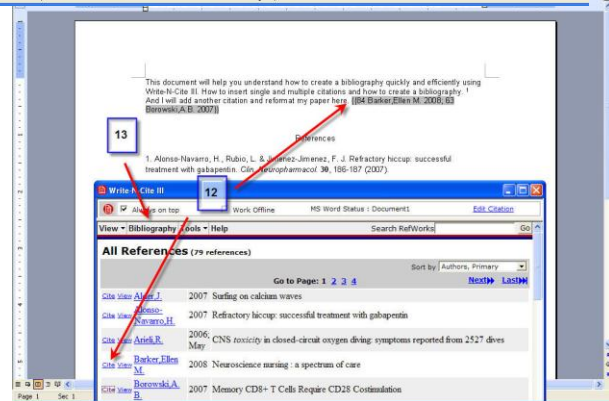 This document will help you understand how to create a bibliography quickly and efficiently using
Write-N-Cite III. How to insert single and multiple citations and how to create a bibliography. 1
And I will add another citation and reformat my paper here. {{84 Barker,Ellen M. 2008; 63
Borowski,A.B. 2007}}
13
References
1. Alonso-Navarro, H., Rubio, L. & Jimenez-Jimenez, F. J. Refractory hiccup: successful
treatment with gabapentin. Clin. Neuropharmacol. 30, 186-187 (2007).
Write-N-Cite III
12
Always on top Work Offline MS Word Status : Document1 Edit Citation
View Bibliography Tools Help Search RefWorks Go
All References (79 references)
Sort by Authors, Primary
Go to Page: 1 2 3 4 Next Last
Cite View J. 2007 Surfing on calcium waves
Cite View Alonso-Navarro,H. 2007 Refractory hiccup: successful treatment with gabapentin
Cite View Arieli,R. 2006; May CNS toxicity in closed-circuit oxygen diving: symptoms reported from 2527 dives
Cite View Barker,Ellen M. 2008 Neuroscience nursing : a spectrum of care
Cite View Borowski,A. B. 2007 Memory CD8+ T Cells Require CD28 Costimulation
Page 1 Sec 1